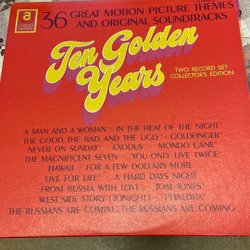 36 GREAT MOTION PICTURE THEMES
AND ORIGINAL SOUNDTRACKS
Ten Golden
Years
TWO RECORD SET
COLLECTOR'S EDITION
A MAN AND A WOMAN · IN THE HEAT OF THE NIGHT
THE GOOD, THE BAD AND THE UGLY · GOLDFINGER
NEVER ON SUNDAY · EXODUS · MONDO CANE
THE MAGNIFICENT SEVEN · YOU ONLY LIVE TWICE
HAWAII · FOR A FEW DOLLARS MORE
LIVE FOR LIFE · A HARD DAYS NIGHT
FROM RUSSIA WITH LOVE · TOM JONES
WEST SIDE STORY (TONIGHT) · PHAEDRA
THE RUSSIANS ARE COMING, THE RUSSIANS ARE COMING